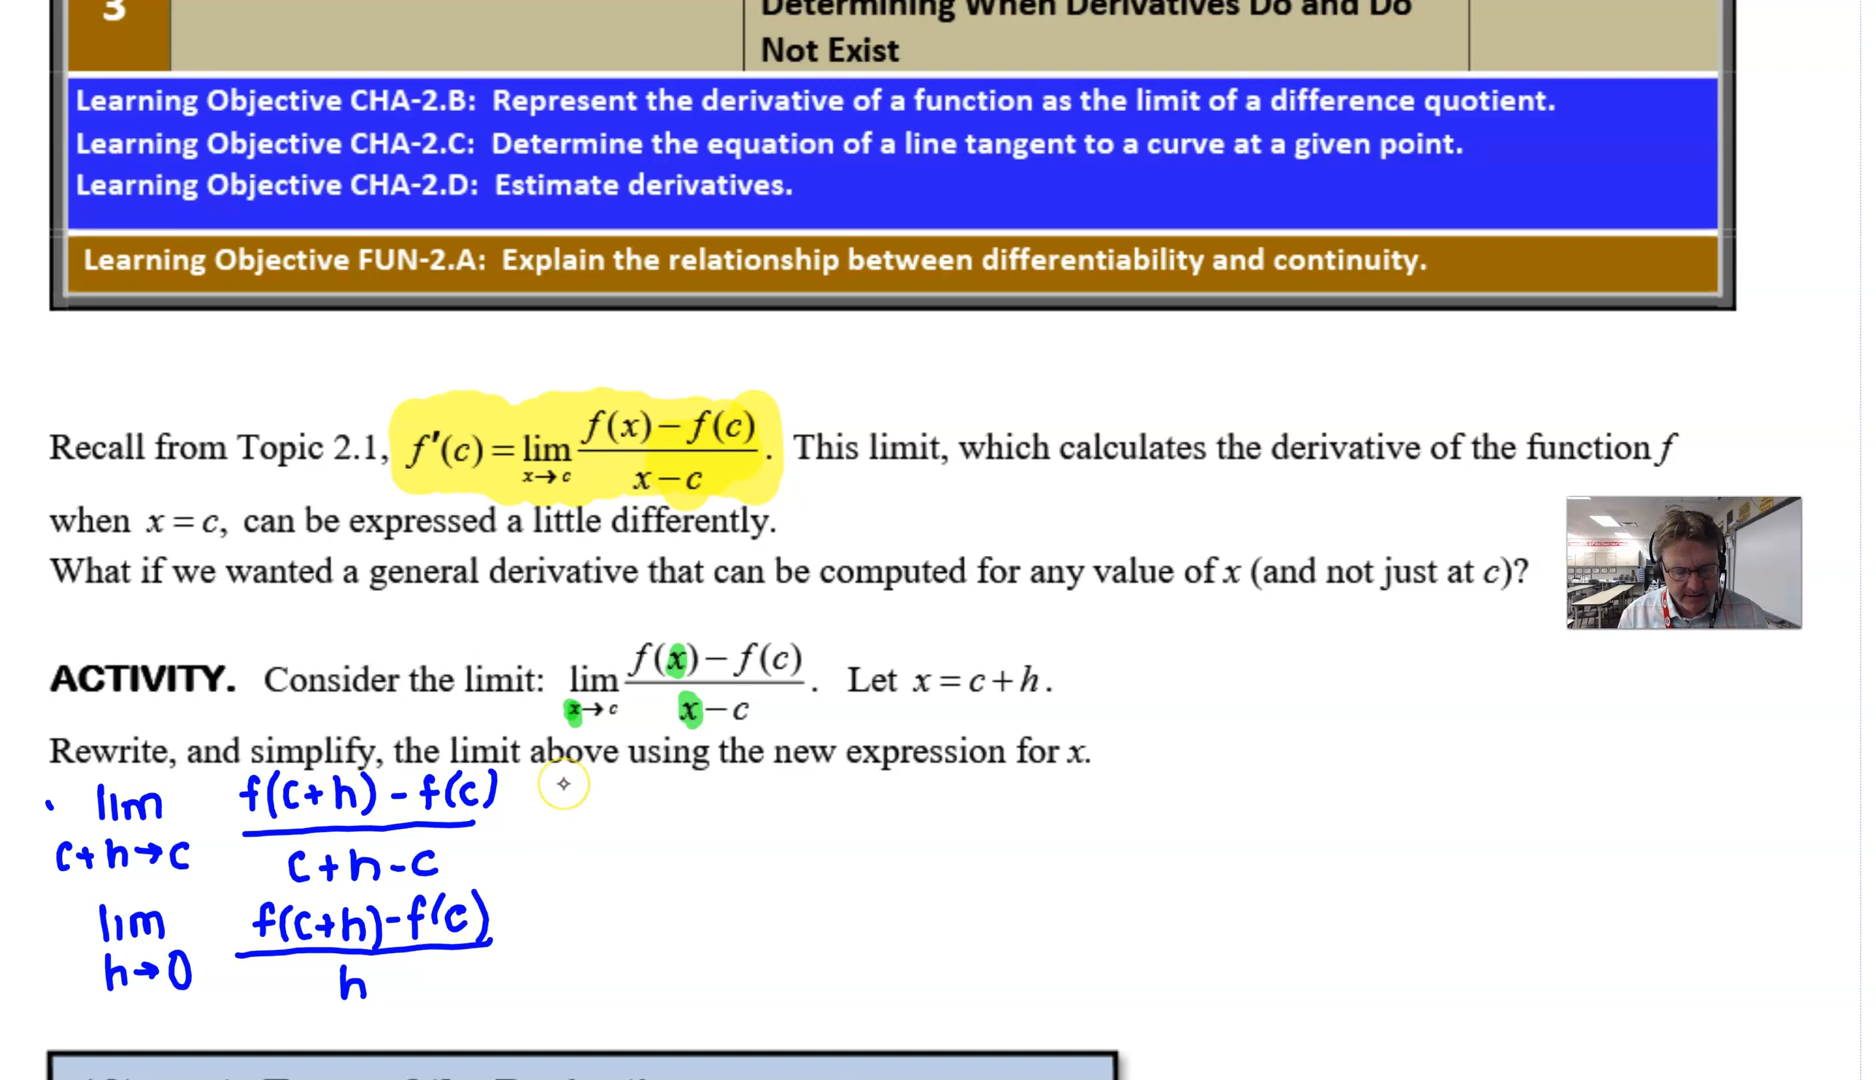 3
Determining When Derivatives Do and Do
Not Exist
Learning Objective CHA-2.B: Represent the derivative of a function as the limit of a difference quotient.
Learning Objective CHA-2.C: Determine the equation of a line tangent to a curve at a given point.
Learning Objective CHA-2.D: Estimate derivatives.
Learning Objective FUN-2.A: Explain the relationship between differentiability and continuity.
Recall from Topic 2.1, f'(c) = lim x→c (f(x) − f(c))/(x − c). This limit, which calculates the derivative of the function f
when x = c, can be expressed a little differently.
What if we wanted a general derivative that can be computed for any value of x (and not just at c)?
ACTIVITY. Consider the limit: lim x→c (f(x) − f(c))/(x − c). Let x = c + h.
Rewrite, and simplify, the limit above using the new expression for x.
lim c+h→c (f(c+h) - f(c))/(c+h-c)
lim h→0 (f(c+h) - f(c))/h